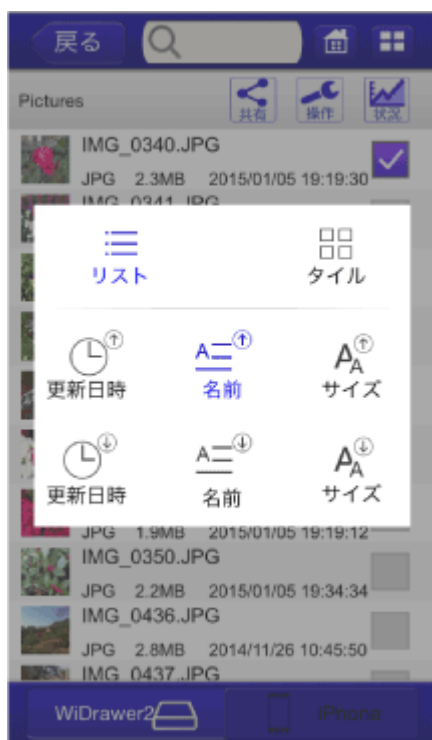 戻る
Pictures
共有
操作
状況
IMG_0340.JPG
JPG 2.3MB 2015/01/05 19:19:30
IMG_0341.JPG
リスト
タイル
更新日時
名前
サイズ
更新日時
名前
サイズ
JPG 1.9MB 2015/01/05 19:19:12
IMG_0350.JPG
JPG 2.2MB 2015/01/05 19:34:34
IMG_0436.JPG
JPG 2.8MB 2014/11/26 10:45:50
IMG_0437.JPG
WiDrawer2
iPhone